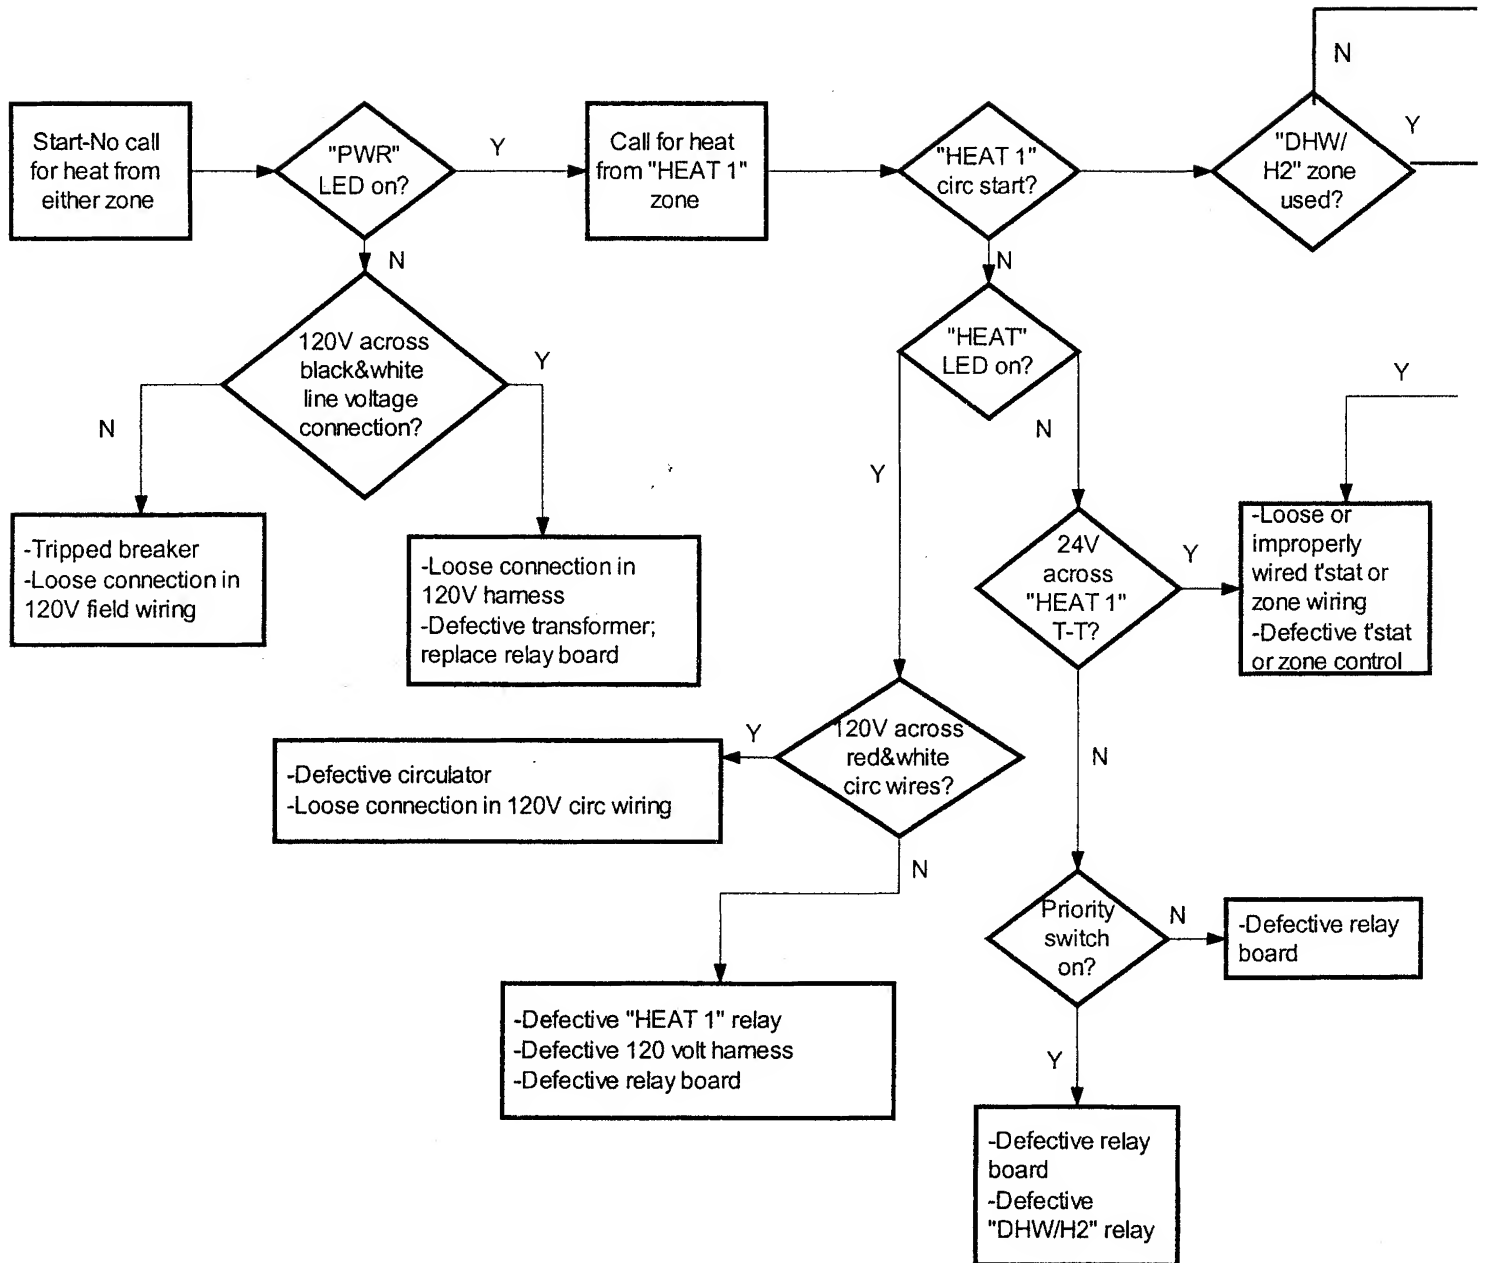 Start-No call
for heat from
either zone
"PWR"
LED on?
Y
Call for heat
from "HEAT 1"
zone
"HEAT 1"
circ start?
"DHW/
H2" zone
used?
N
Y
N
120V across
black&white
line voltage
connection?
N
Y
-Tripped breaker
-Loose connection in
120V field wiring
-Loose connection in
120V harness
-Defective transformer;
replace relay board
N
"HEAT"
LED on?
Y
N
24V
across
"HEAT 1"
T-T?
Y
Y
-Loose or
improperly
wired t'stat or
zone wiring
-Defective t'stat
or zone control
120V across
red&white
circ wires?
Y
-Defective circulator
-Loose connection in 120V circ wiring
N
-Defective "HEAT 1" relay
-Defective 120 volt harness
-Defective relay board
N
Priority
switch
on?
N
-Defective relay
board
Y
-Defective relay
board
-Defective
"DHW/H2" relay